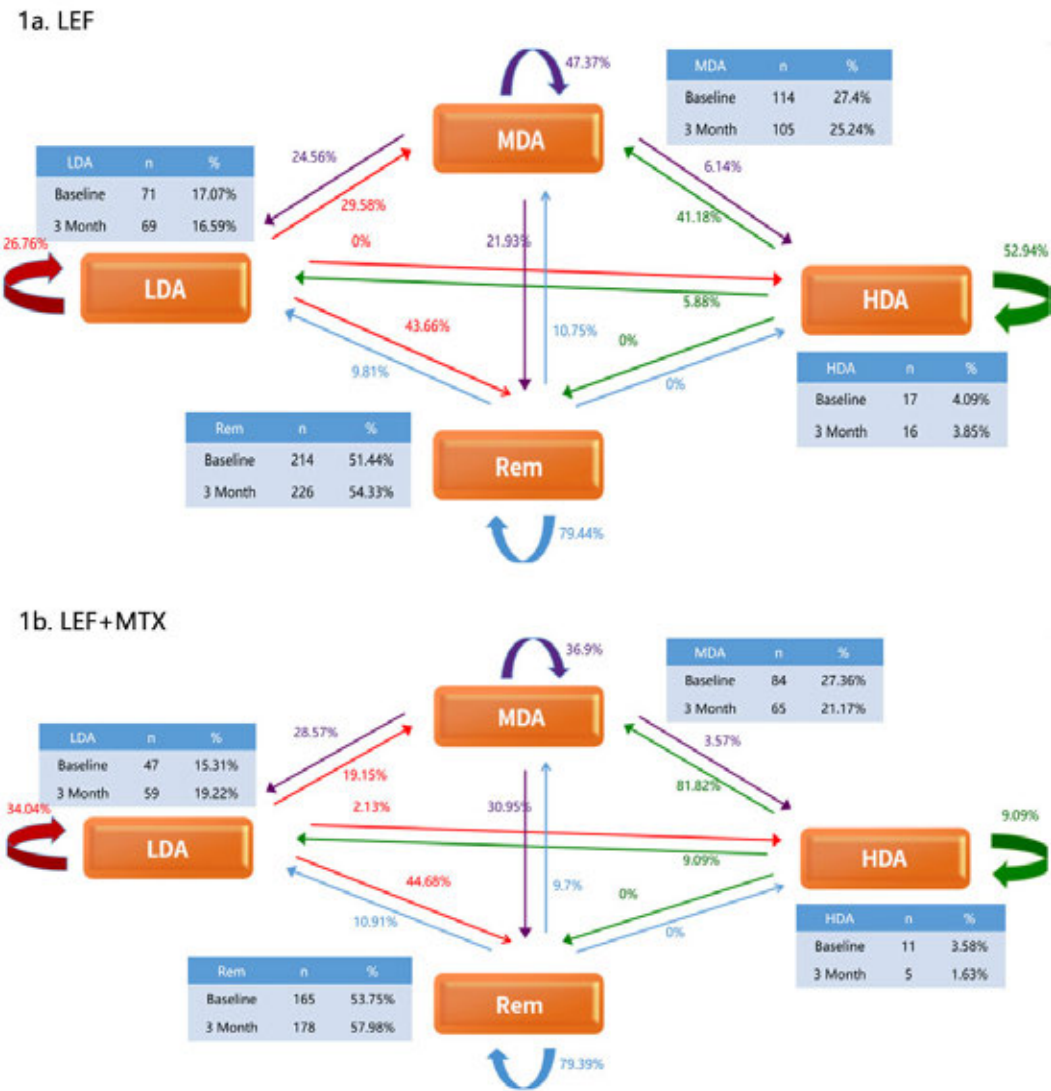 1a. LEF
47.37%
MDA n %
Baseline 114 27.4%
3 Month 105 25.24%
MDA
24.56%
6.14%
LDA n %
Baseline 71 17.07%
3 Month 69 16.59%
29.58%
41.18%
0%
21.93%
26.76%
52.94%
LDA
HDA
5.88%
43.66%
10.75%
0%
9.81%
0%
HDA n %
Baseline 17 4.09%
3 Month 16 3.85%
Rem n %
Baseline 214 51.44%
3 Month 226 54.33%
Rem
79.44%
1b. LEF+MTX
36.9%
MDA n %
Baseline 84 27.36%
3 Month 65 21.17%
MDA
28.57%
3.57%
LDA n %
Baseline 47 15.31%
3 Month 59 19.22%
19.15%
81.82%
2.13%
30.95%
34.04%
9.09%
LDA
HDA
9.09%
44.68%
9.7%
0%
10.91%
0%
HDA n %
Baseline 11 3.58%
3 Month 5 1.63%
Rem n %
Baseline 165 53.75%
3 Month 178 57.98%
Rem
79.39%